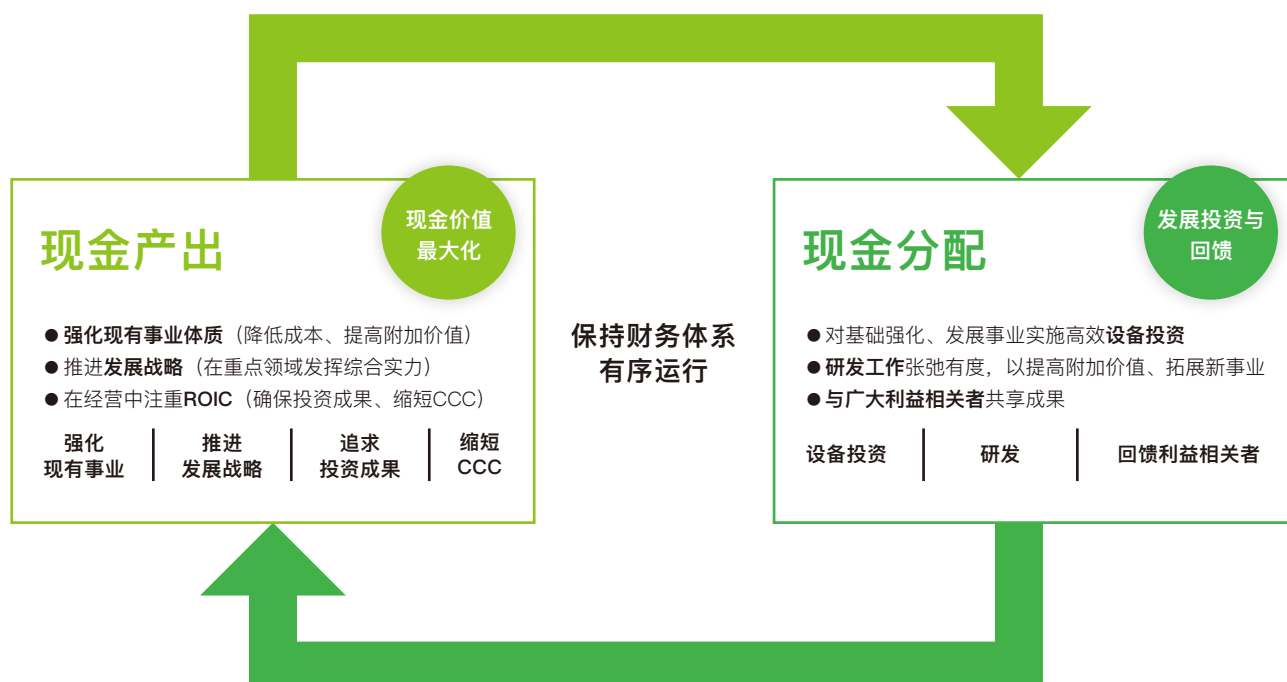 现金产出
现金价值
最大化
● 强化现有事业体质（降低成本、提高附加价值）
● 推进发展战略（在重点领域发挥综合实力）
● 在经营中注重ROIC（确保投资成果、缩短CCC）
强化
现有事业
推进
发展战略
追求
投资成果
缩短
CCC
保持财务体系
有序运行
现金分配
发展投资与
回馈
● 对基础强化、发展事业实施高效设备投资
● 研发工作张弛有度，以提高附加价值、拓展新事业
● 与广大利益相关者共享成果
设备投资
研发
回馈利益相关者